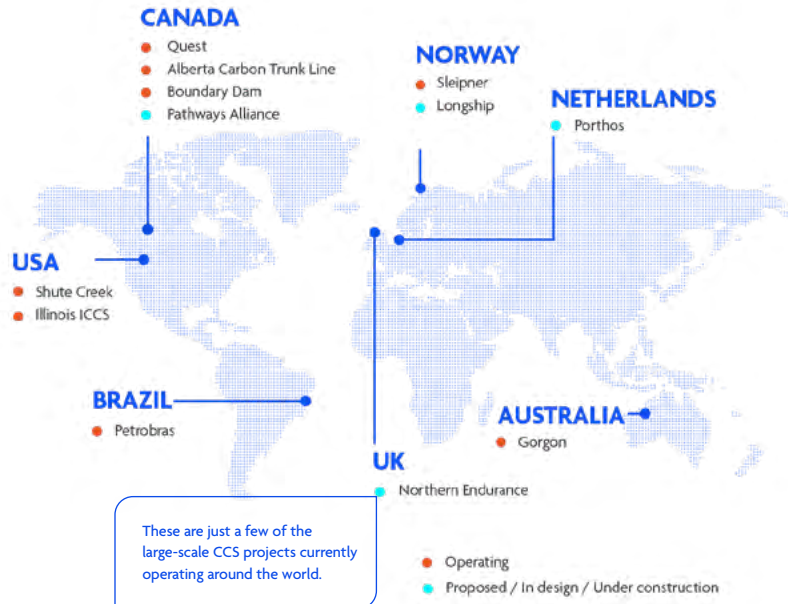 CANADA
Quest
Alberta Carbon Trunk Line
Boundary Dam
Pathways Alliance
NORWAY
Sleipner
Longship
NETHERLANDS
Porthos
USA
Shute Creek
Illinois ICCS
BRAZIL
Petrobras
AUSTRALIA
Gorgon
UK
Northern Endurance
These are just a few of the
large-scale CCS projects currently
operating around the world.
Operating
Proposed / In design / Under construction